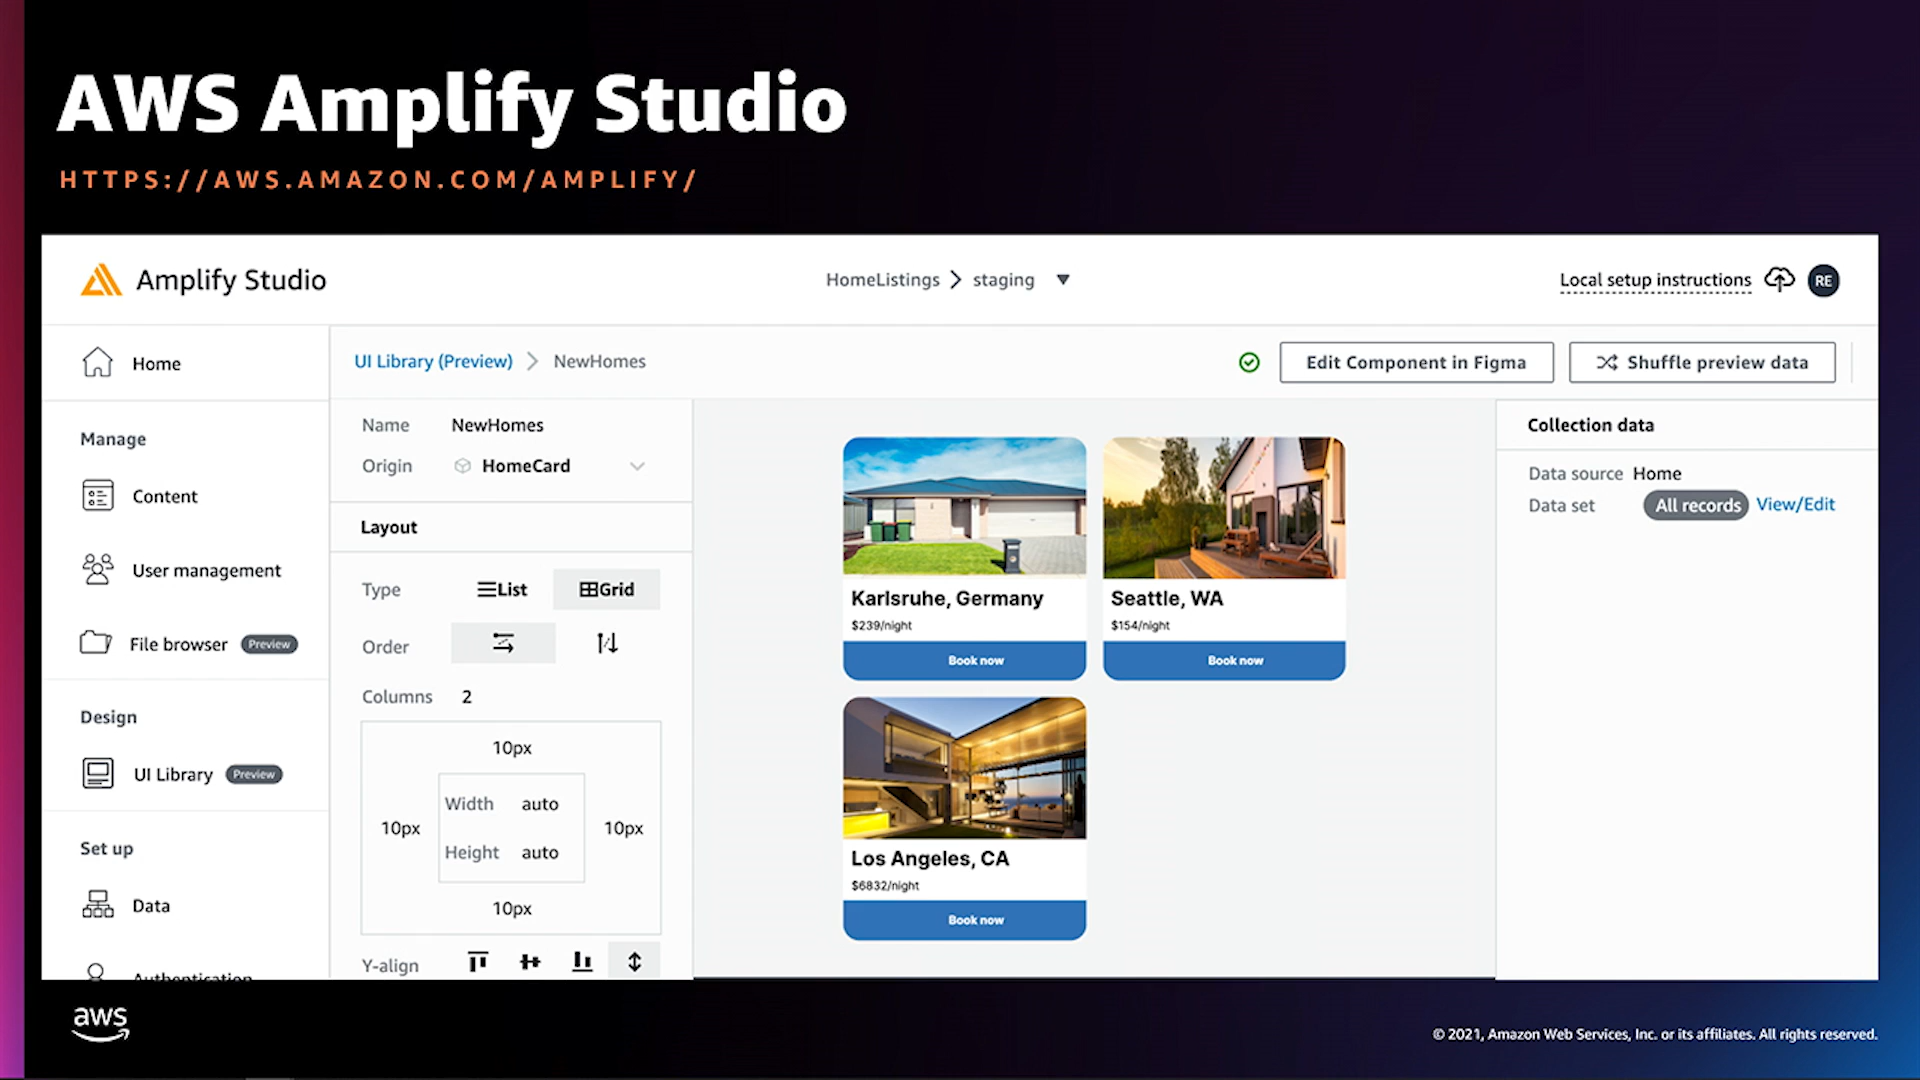 AWS Amplify Studio
HTTPS://AWS.AMAZON.COM/AMPLIFY/
Amplify Studio
HomeListings > staging
Local setup instructions
RE
Home
Manage
Content
User management
File browser Preview
Design
UI Library Preview
Set up
Data
Authentication
UI Library (Preview) > NewHomes
Edit Component in Figma
Shuffle preview data
Name NewHomes
Origin HomeCard
Layout
Type List Grid
Order
Columns 2
10px
10px
Width auto
Height auto
10px
10px
Y-align
Karlsruhe, Germany
$239/night
Book now
Seattle, WA
$154/night
Book now
Los Angeles, CA
$6832/night
Book now
Collection data
Data source Home
Data set All records View/Edit
aws
© 2021, Amazon Web Services, Inc. or its affiliates. All rights reserved.